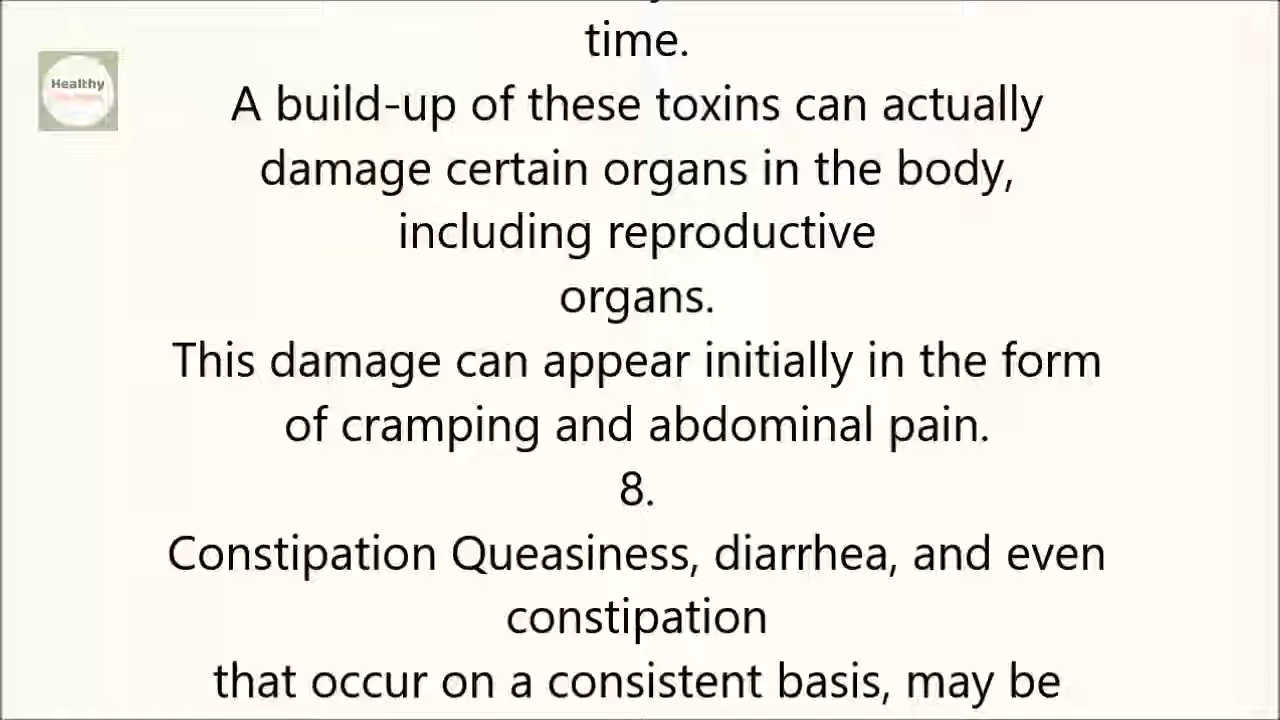 time.
Healthy
A build-up of these toxins can actually
damage certain organs in the body,
including reproductive
organs.
This damage can appear initially in the form
of cramping and abdominal pain.
8.
Constipation Queasiness, diarrhea, and even
constipation
that occur on a consistent basis, may be